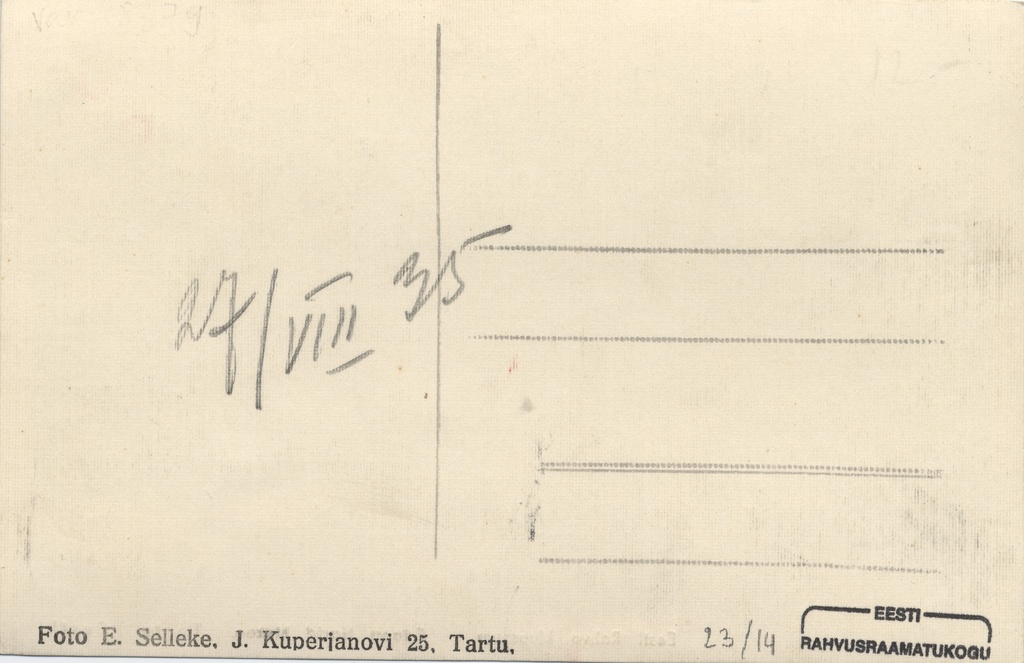 27/VIII 35
Foto E. Selleke, J. Kuperjanovi 25, Tartu.
23/14
EESTI
RAHVUSRAAMATUKOGU